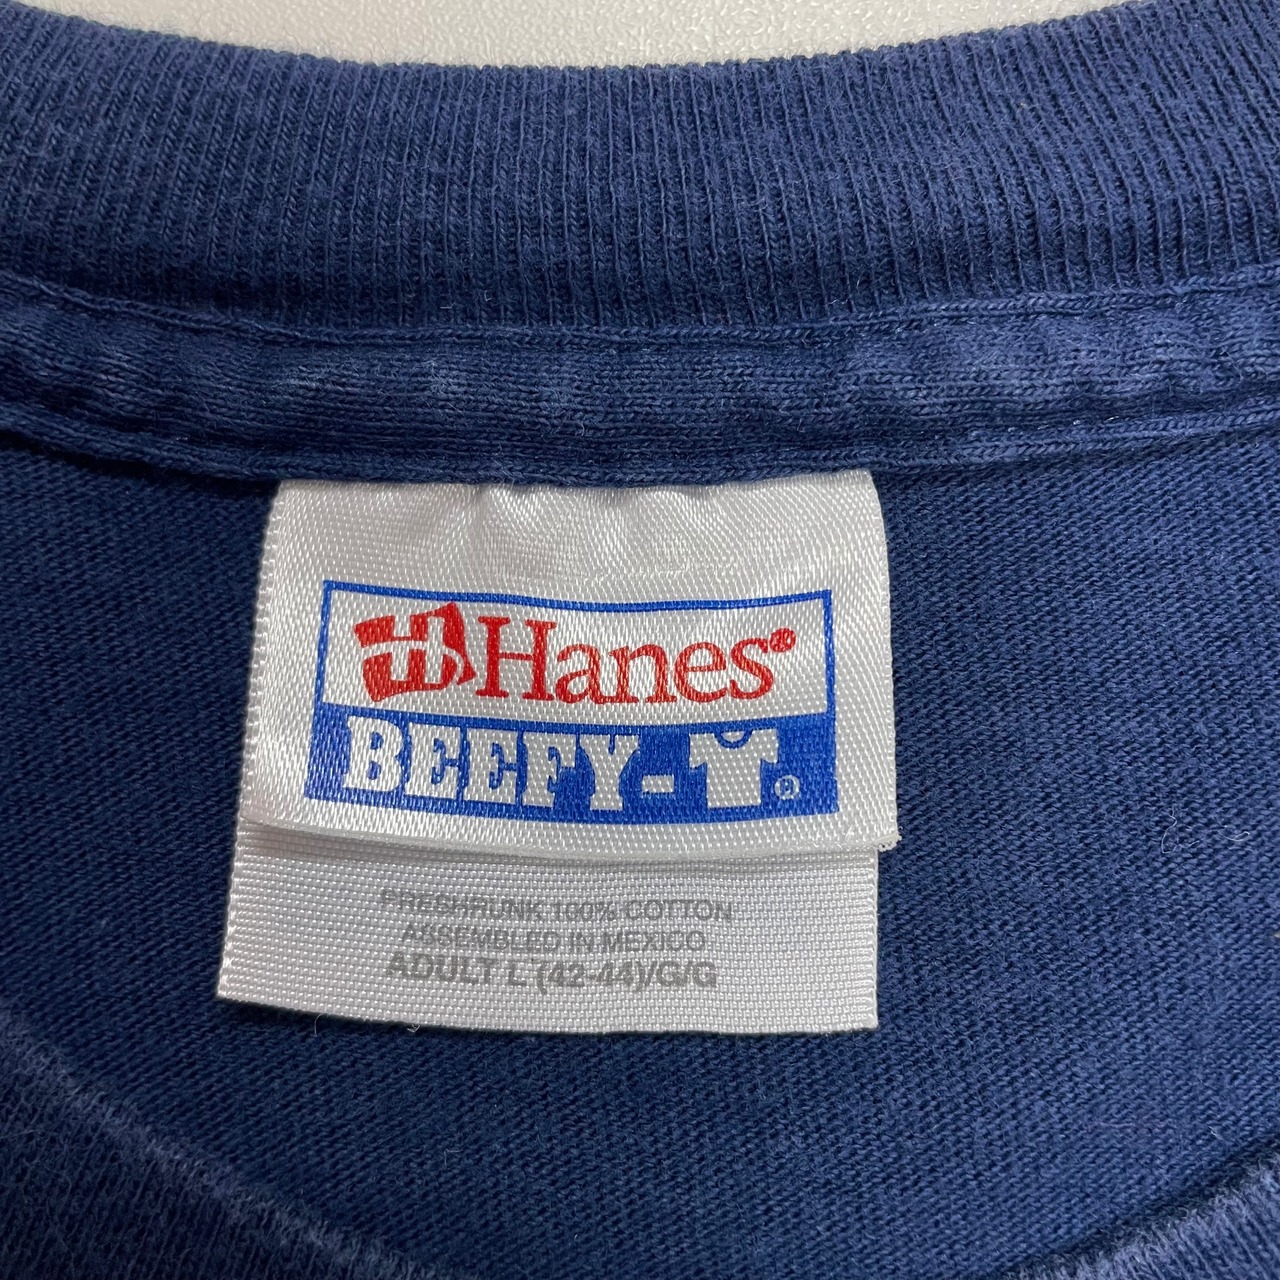 H Hanes®
BEEFY-T®
PRESHRUNK 100% COTTON
ASSEMBLED IN MEXICO
ADULT L (42-44)/G/G